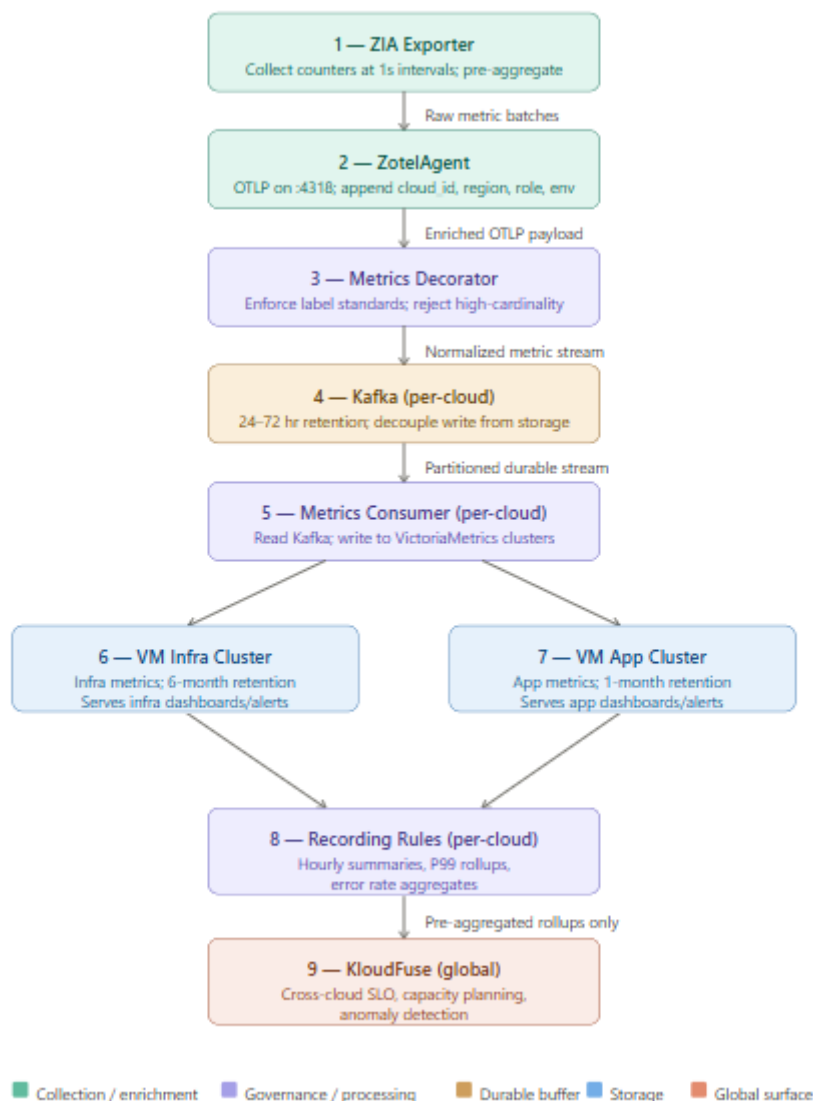 1 — ZIA Exporter
Collect counters at 1s intervals; pre-aggregate
Raw metric batches
2 — ZotelAgent
OTLP on :4318; append cloud_id, region, role, env
Enriched OTLP payload
3 — Metrics Decorator
Enforce label standards; reject high-cardinality
Normalized metric stream
4 — Kafka (per-cloud)
24–72 hr retention; decouple write from storage
Partitioned durable stream
5 — Metrics Consumer (per-cloud)
Read Kafka; write to VictoriaMetrics clusters
6 — VM Infra Cluster
Infra metrics; 6-month retention
Serves infra dashboards/alerts
7 — VM App Cluster
App metrics; 1-month retention
Serves app dashboards/alerts
8 — Recording Rules (per-cloud)
Hourly summaries, P99 rollups,
error rate aggregates
Pre-aggregated rollups only
9 — KloudFuse (global)
Cross-cloud SLO, capacity planning,
anomaly detection
Collection / enrichment
Governance / processing
Durable buffer
Storage
Global surface